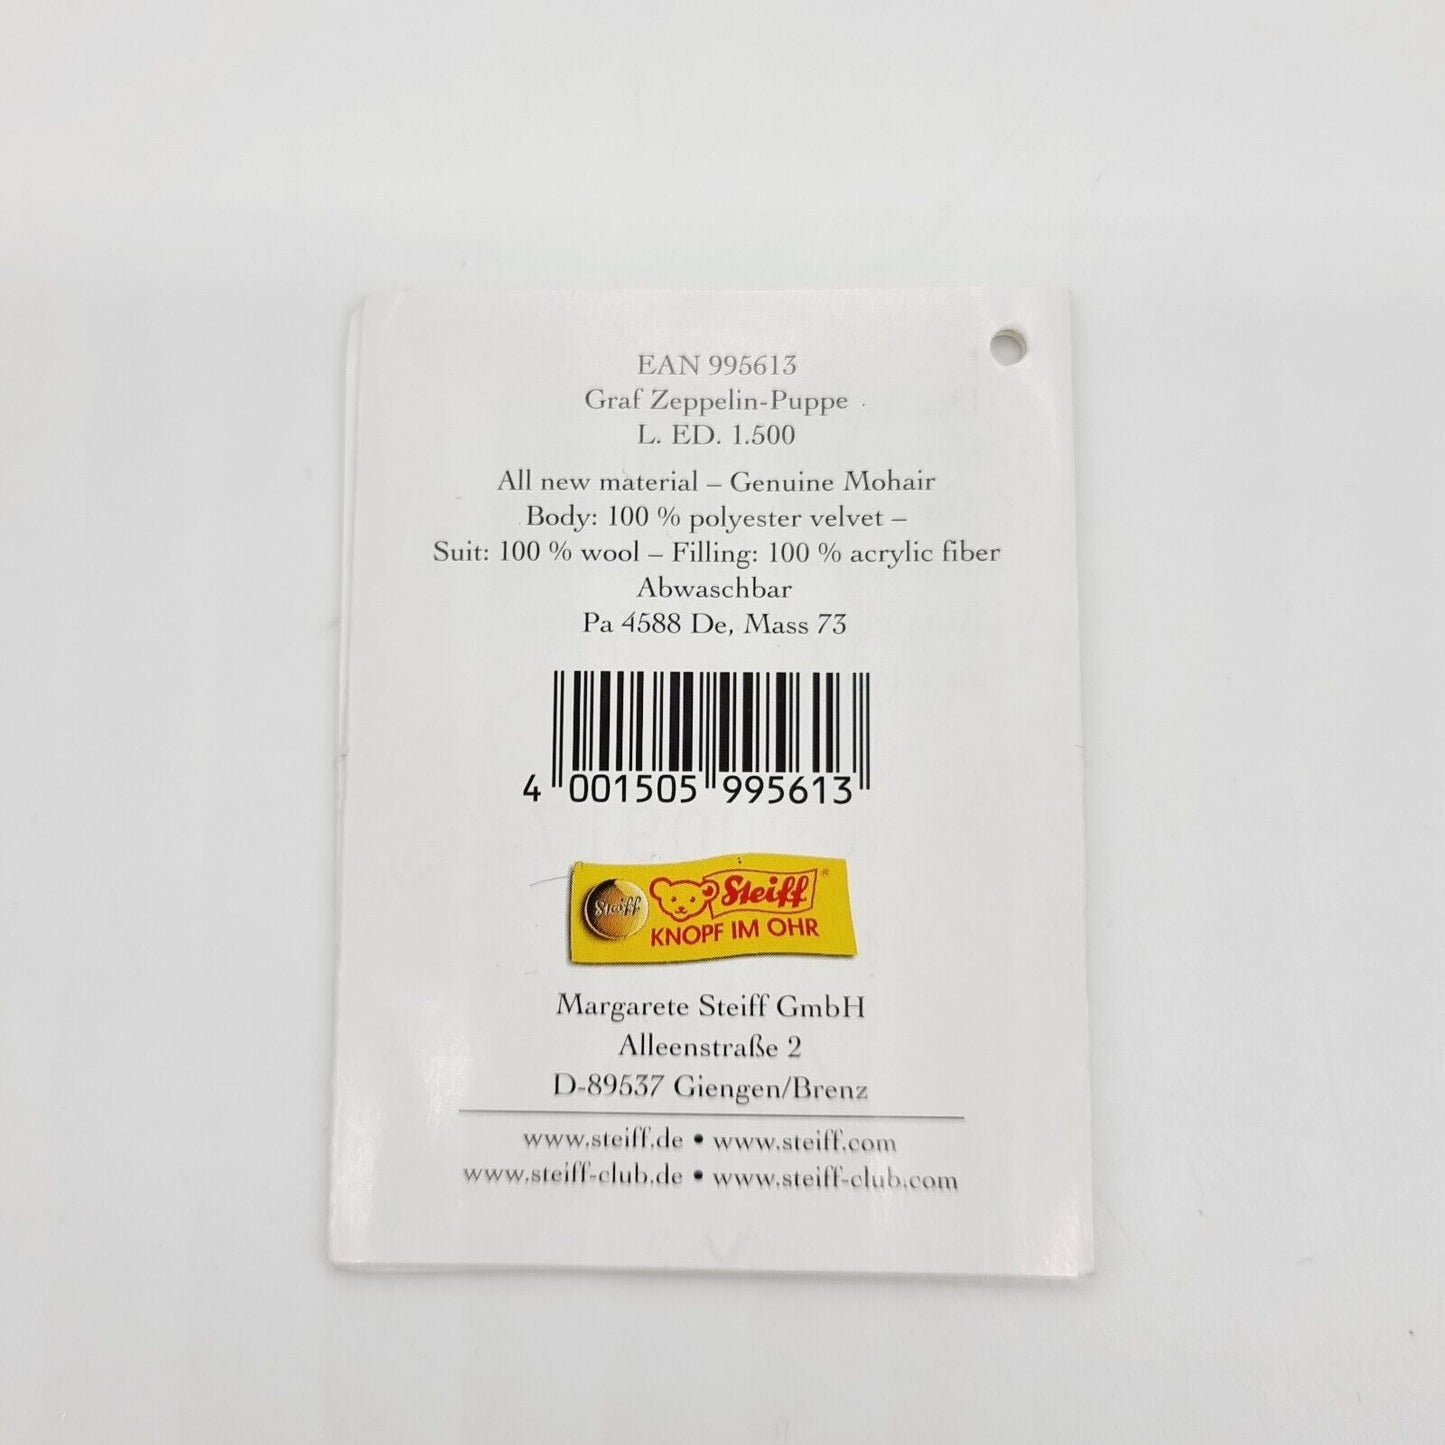 EAN 995613
Graf Zeppelin-Puppe
L. ED. 1.500
All new material – Genuine Mohair
Body: 100 % polyester velvet –
Suit: 100 % wool – Filling: 100 % acrylic fiber
Abwaschbar
Pa 4588 De, Mass 73
4 001505 995613
Steiff Steiff®
KNOPF IM OHR
Margarete Steiff GmbH
Alleenstraße 2
D-89537 Giengen/Brenz
www.steiff.de • www.steiff.com
www.steiff-club.de • www.steiff-club.com